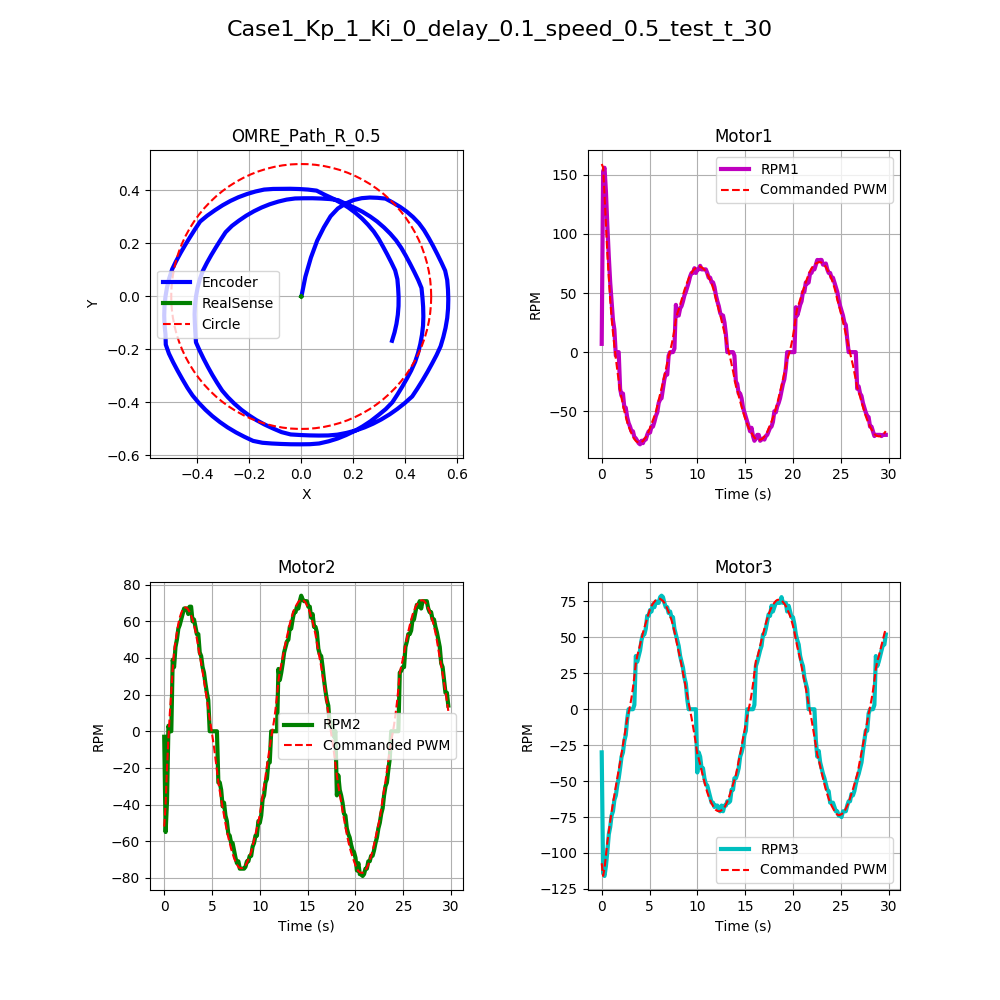 Case1_Kp_1_Ki_0_delay_0.1_speed_0.5_test_t_30
OMRE_Path_R_0.5
0.4
0.2
0.0
−0.2
−0.4
−0.6
Y
Encoder
RealSense
Circle
−0.4
−0.2
0.0
0.2
0.4
0.6
X
Motor1
150
100
50
0
−50
RPM
RPM1
Commanded PWM
0
5
10
15
20
25
30
Time (s)
Motor2
80
60
40
20
0
−20
−40
−60
−80
RPM
RPM2
Commanded PWM
0
5
10
15
20
25
30
Time (s)
Motor3
75
50
25
0
−25
−50
−75
−100
−125
RPM
RPM3
Commanded PWM
0
5
10
15
20
25
30
Time (s)